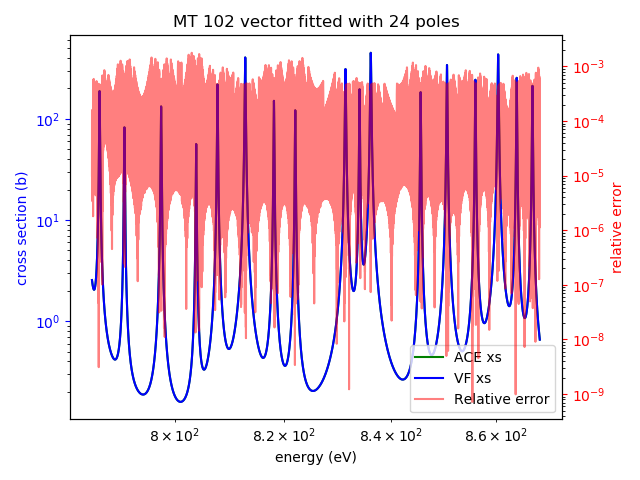 MT 102 vector fitted with 24 poles
cross section (b)
10²
10¹
10⁰
10⁻³
10⁻⁴
10⁻⁵
10⁻⁶
10⁻⁷
10⁻⁸
10⁻⁹
relative error
ACE xs
VF xs
Relative error
8 × 10² 8.2 × 10² 8.4 × 10² 8.6 × 10²
energy (eV)